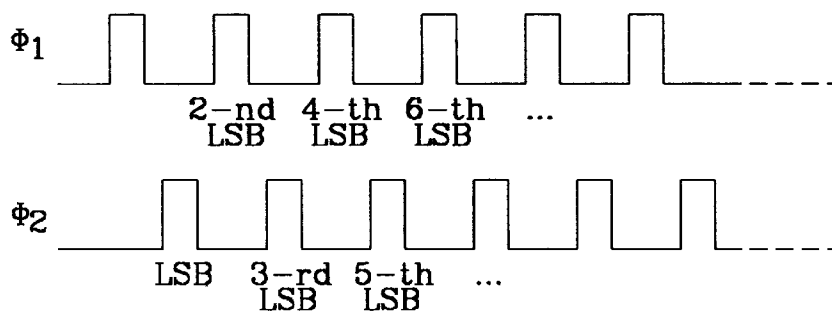 Φ1
2-nd 4-th 6-th ...
LSB LSB LSB
Φ2
LSB 3-rd 5-th ...
LSB LSB